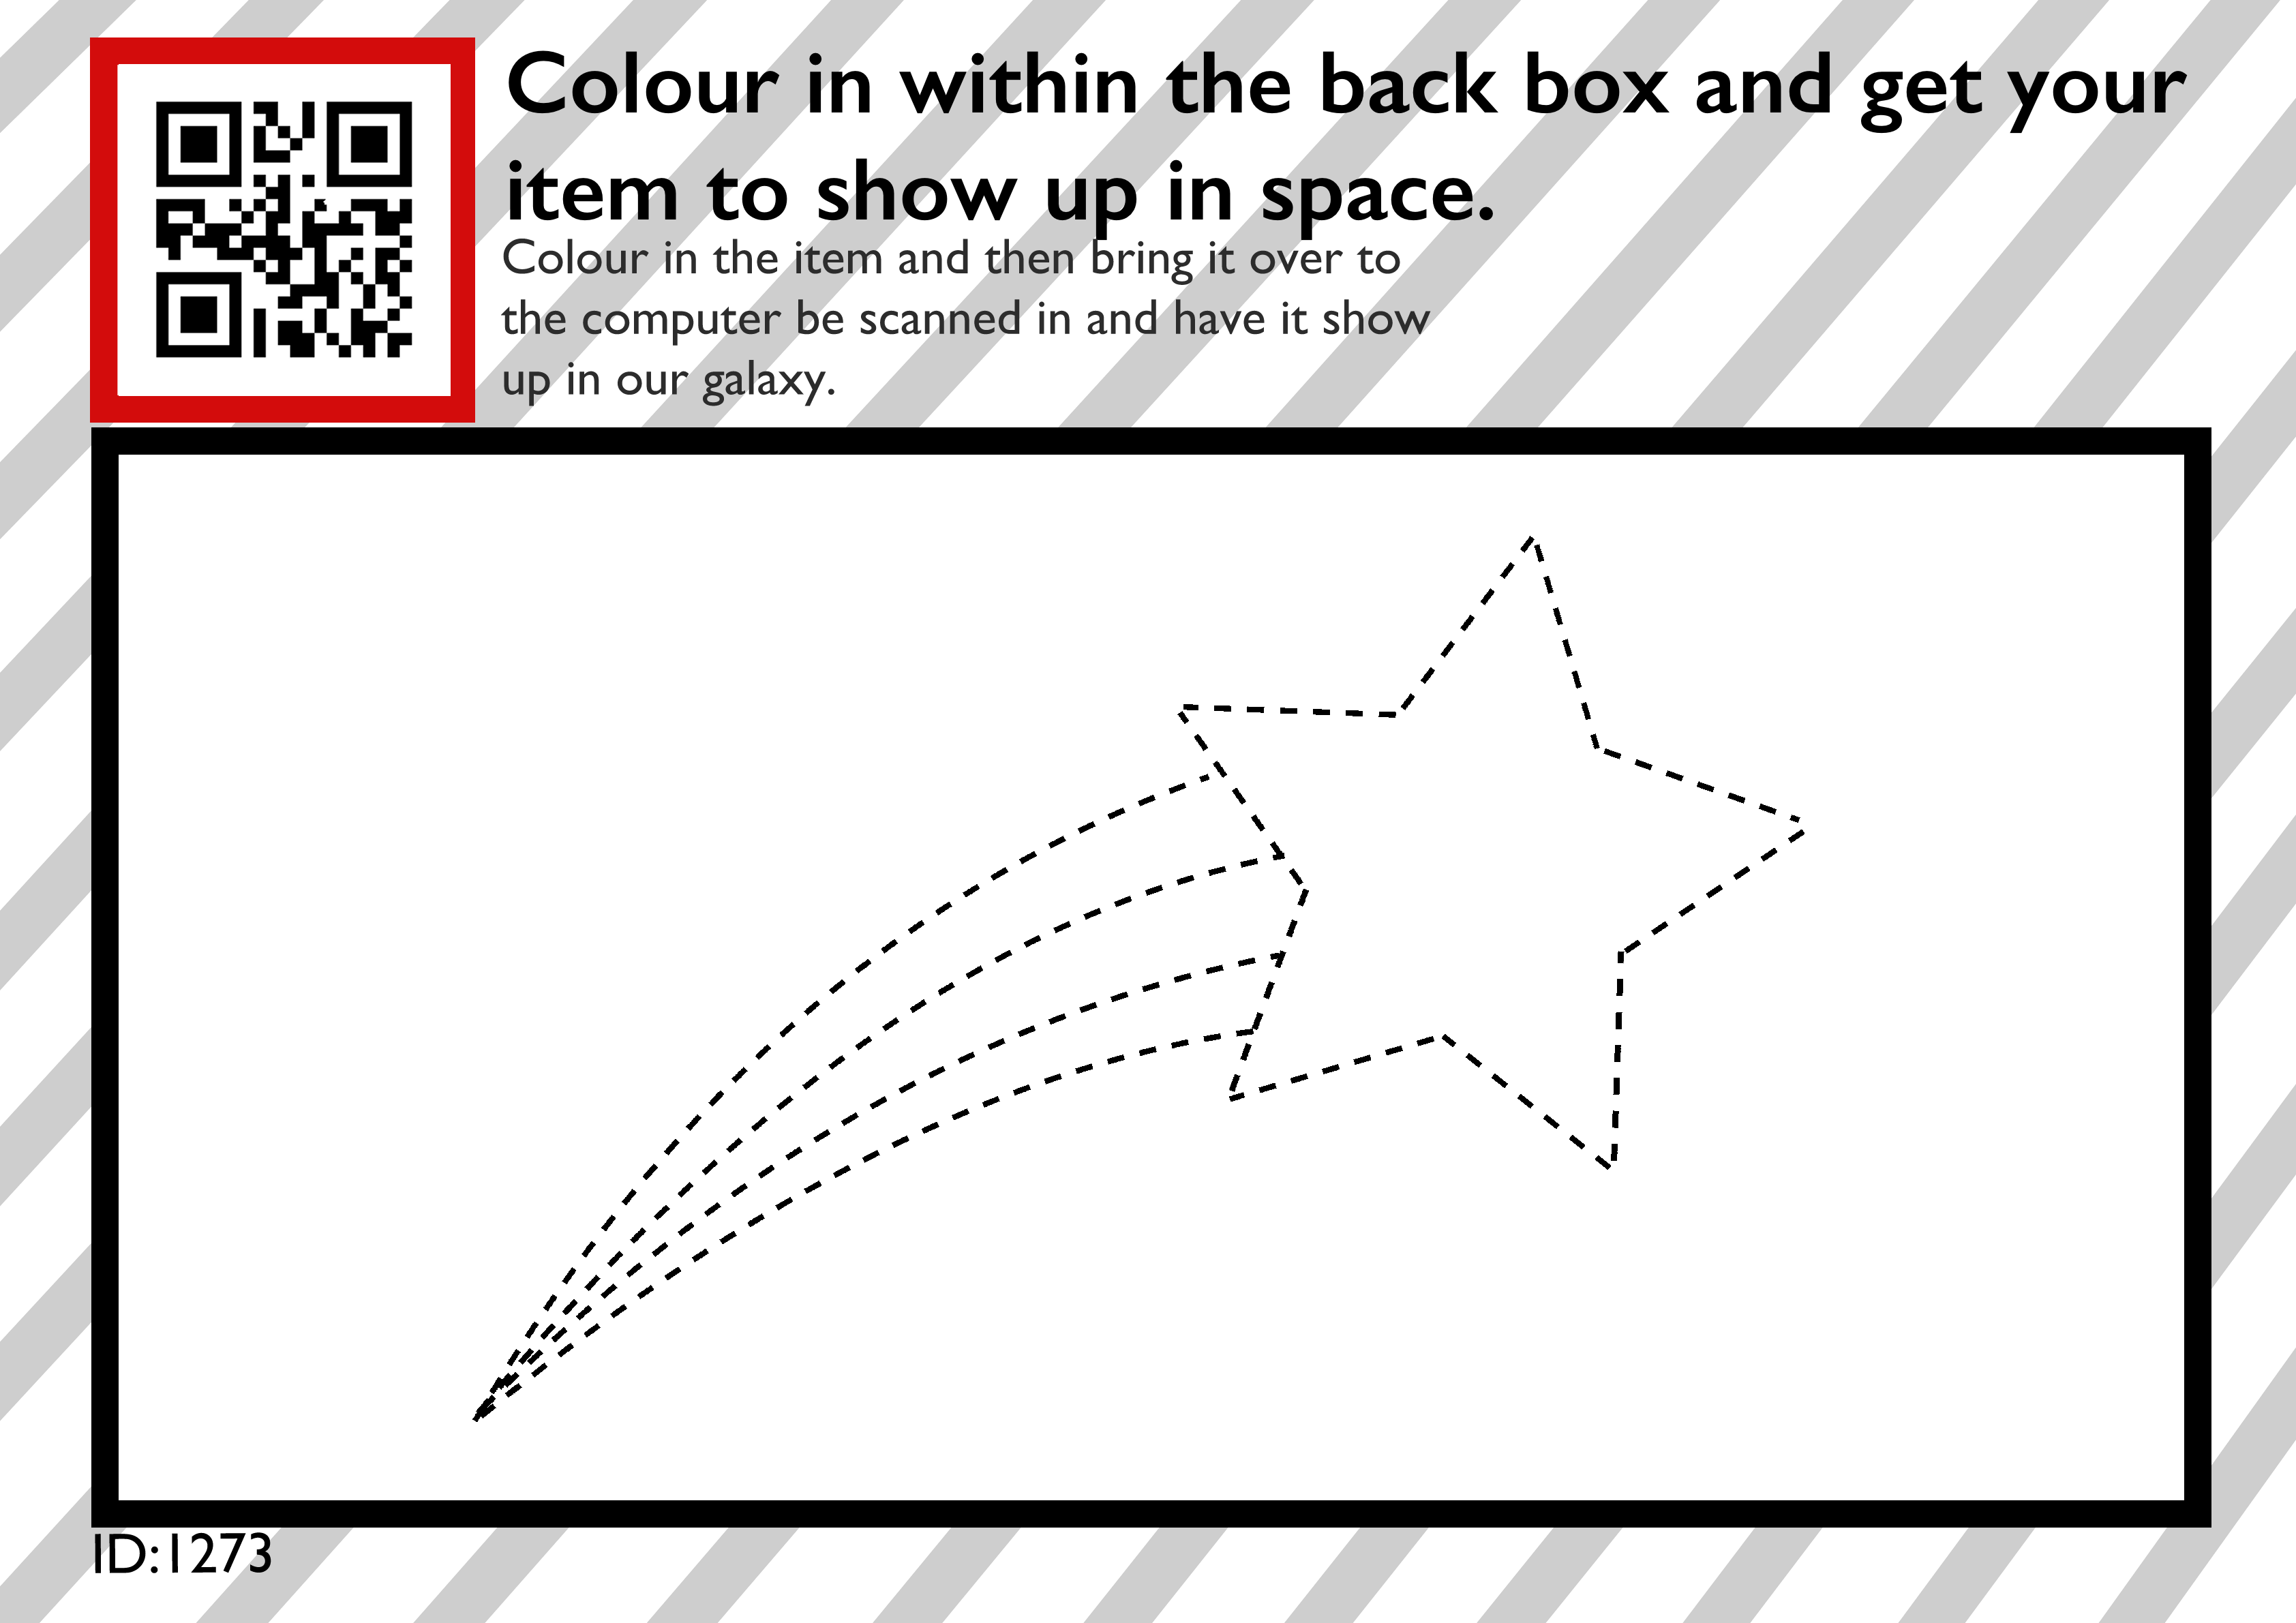 Colour in within the back box and get your
item to show up in space.
Colour in the item and then bring it over to
the computer be scanned in and have it show
up in our galaxy.
ID:1273